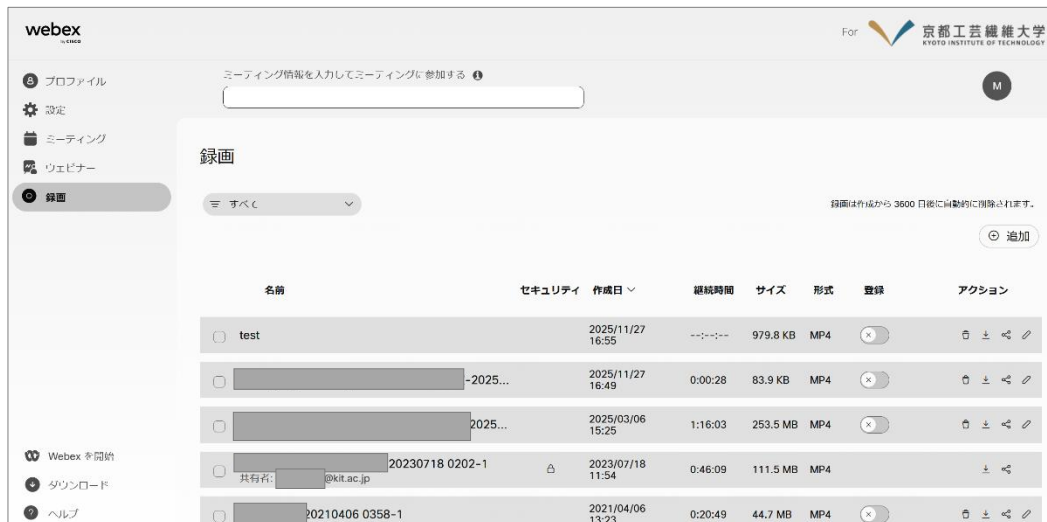 webex
by CISCO
For
京都工芸繊維大学
KYOTO INSTITUTE OF TECHNOLOGY
プロファイル
設定
ミーティング
ウェビナー
録画
Webex を開始
ダウンロード
ヘルプ
ミーティング情報を入力してミーティングに参加する
M
録画
すべて
録画は作成から 3600 日後に自動的に削除されます。
追加
名前 セキュリティ 作成日 継続時間 サイズ 形式 登録 アクション
test 2025/11/27 16:55 --:--:-- 979.8 KB MP4
-2025... 2025/11/27 16:49 0:00:28 83.9 KB MP4
2025... 2025/03/06 15:25 1:16:03 253.5 MB MP4
20230718 0202-1 2023/07/18 11:54 0:46:09 111.5 MB MP4
共有者: @kit.ac.jp
20210406 0358-1 2021/04/06 13:23 0:20:49 44.7 MB MP4